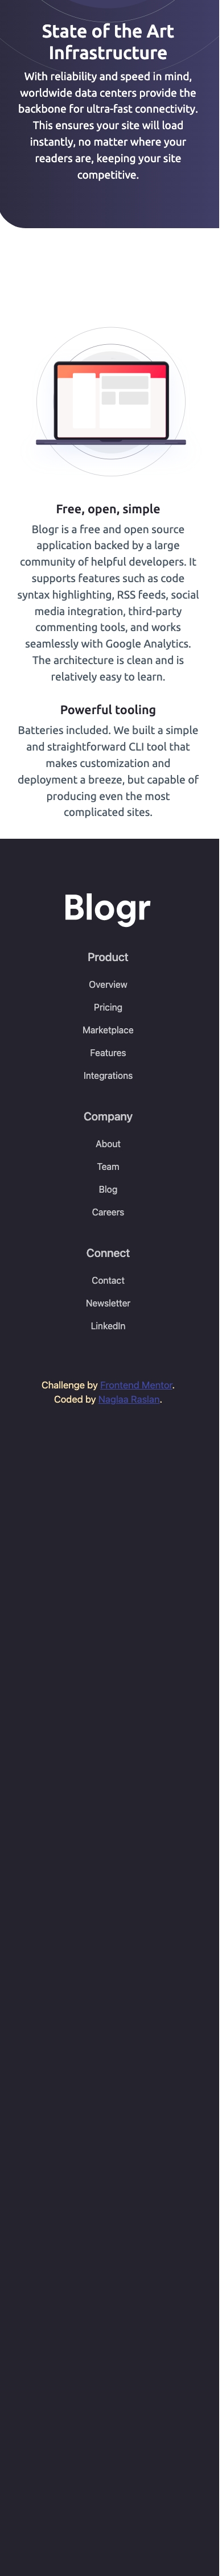 State of the Art
Infrastructure
With reliability and speed in mind,
worldwide data centers provide the
backbone for ultra-fast connectivity.
This ensures your site will load
instantly, no matter where your
readers are, keeping your site
competitive.
Free, open, simple
Blogr is a free and open source
application backed by a large
community of helpful developers. It
supports features such as code
syntax highlighting, RSS feeds, social
media integration, third-party
commenting tools, and works
seamlessly with Google Analytics.
The architecture is clean and is
relatively easy to learn.
Powerful tooling
Batteries included. We built a simple
and straightforward CLI tool that
makes customization and
deployment a breeze, but capable of
producing even the most
complicated sites.
Blogr
Product
Overview
Pricing
Marketplace
Features
Integrations
Company
About
Team
Blog
Careers
Connect
Contact
Newsletter
LinkedIn
Challenge by Frontend Mentor.
Coded by Naglaa Raslan.